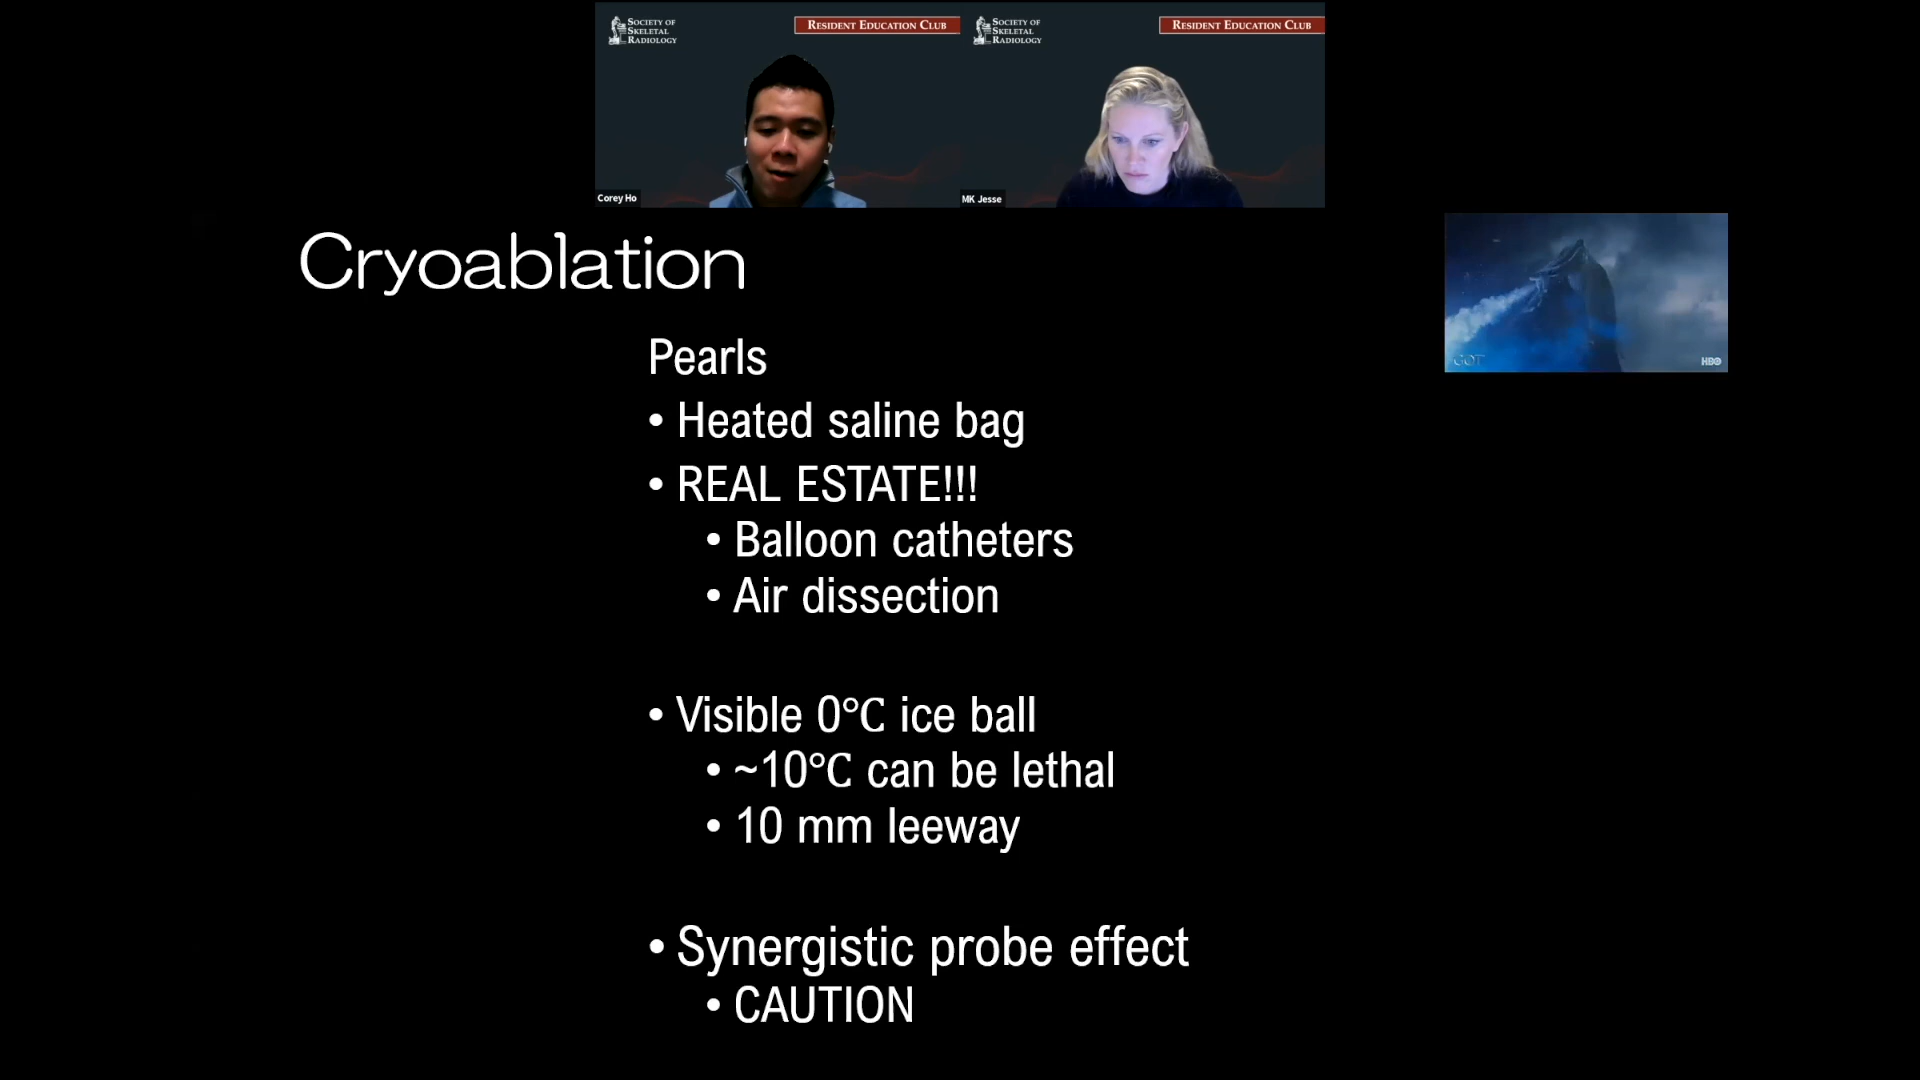 SOCIETY OF
SKELETAL
RADIOLOGY
RESIDENT EDUCATION CLUB
SOCIETY OF
SKELETAL
RADIOLOGY
RESIDENT EDUCATION CLUB
Corey Ho
MK Jesse
Cryoablation
GOT
HBO
Pearls
• Heated saline bag
• REAL ESTATE!!!
• Balloon catheters
• Air dissection
• Visible 0°C ice ball
• ~10°C can be lethal
• 10 mm leeway
• Synergistic probe effect
• CAUTION